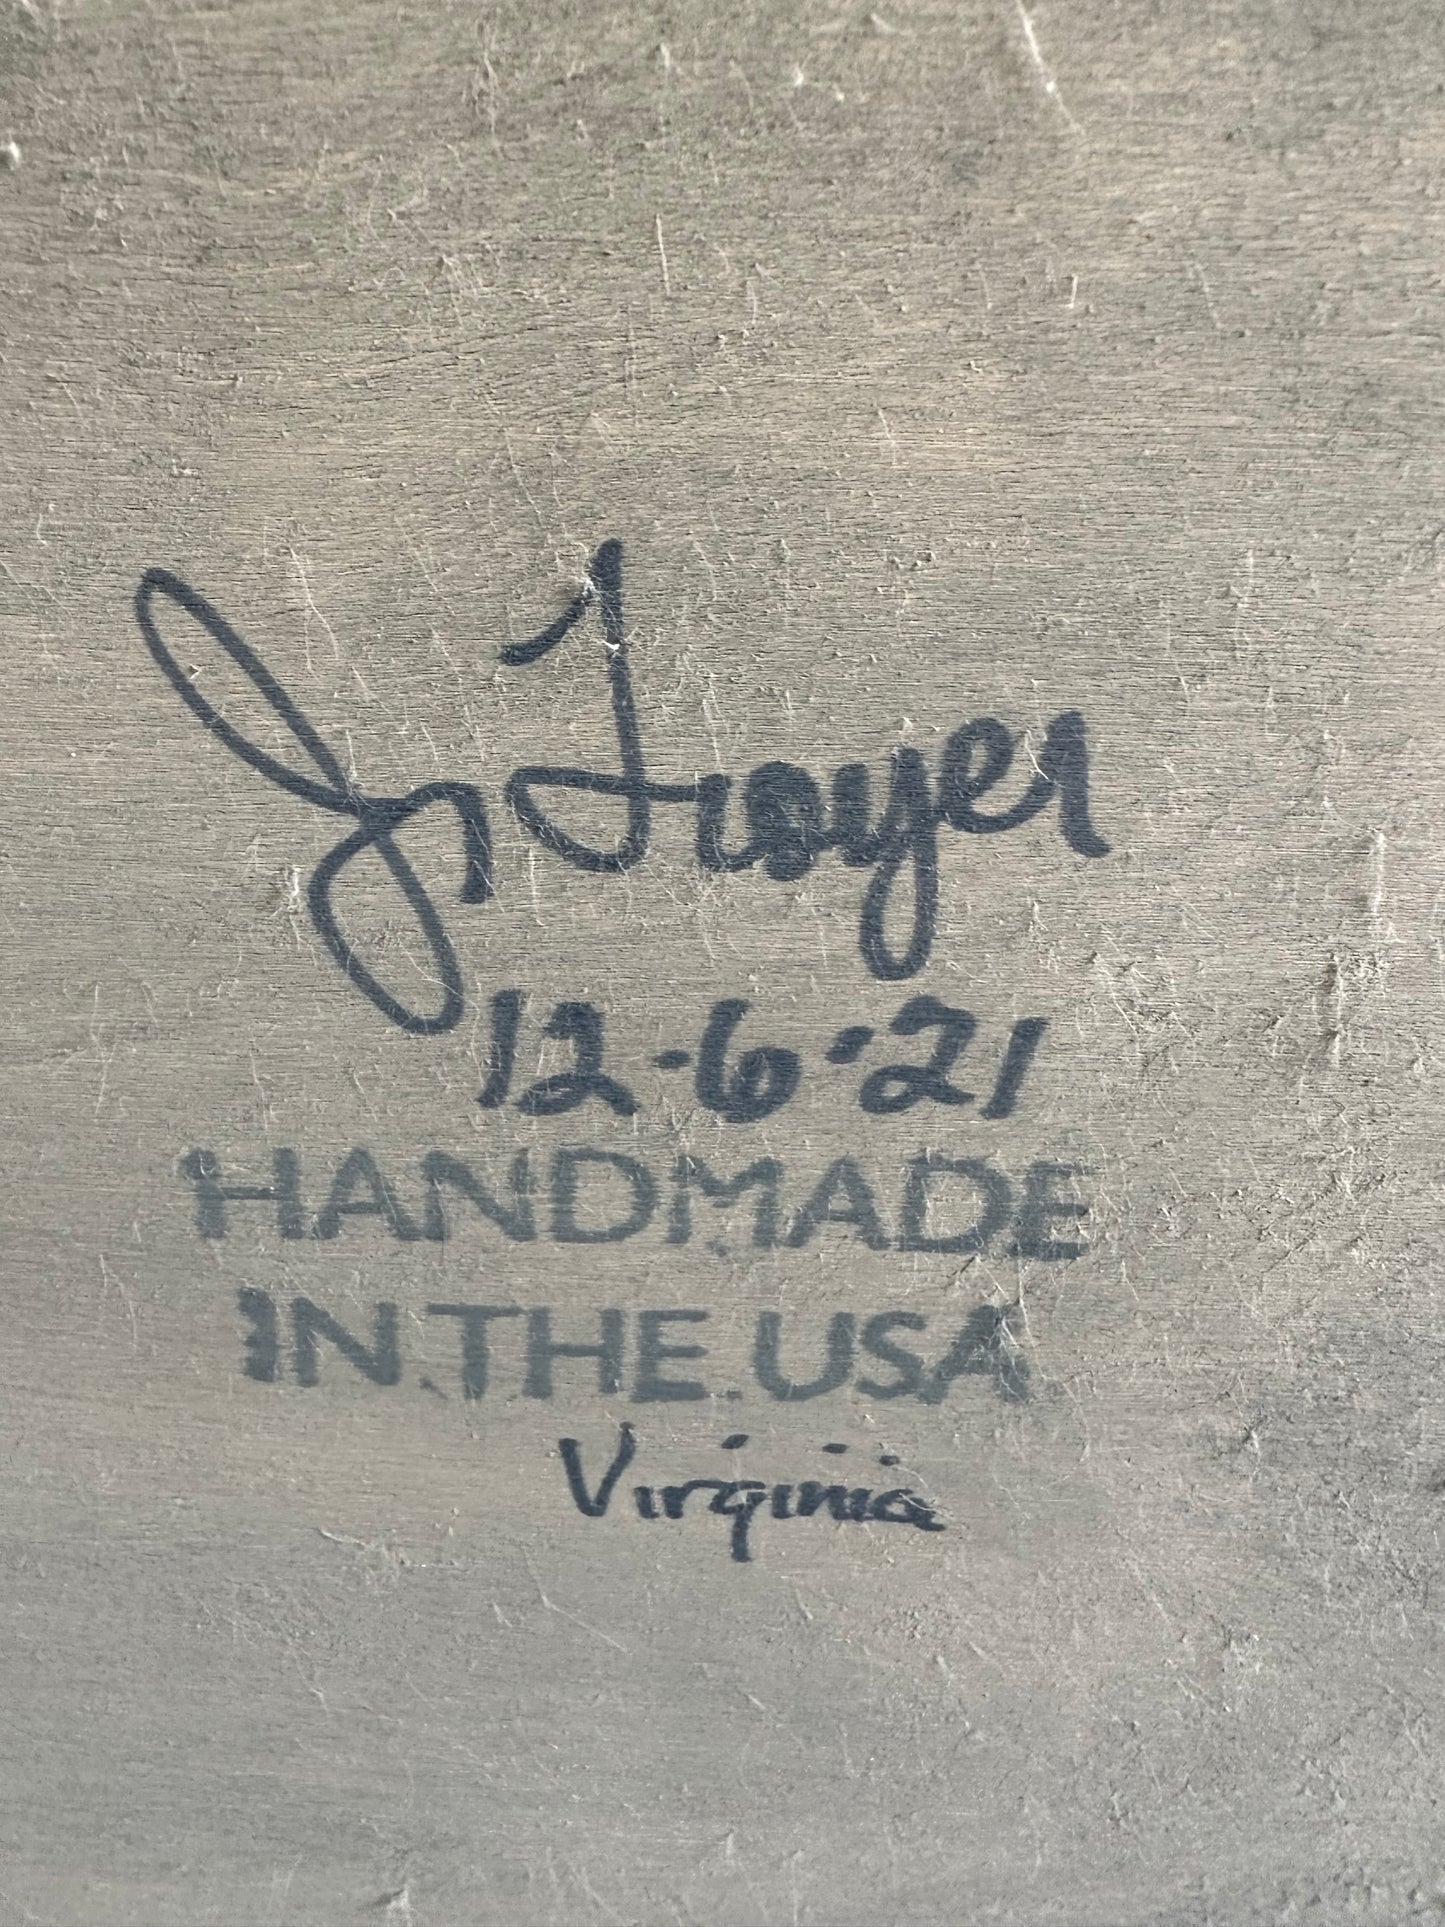 Troyer
12-6-21
HANDMADE
IN THE USA
Virginia